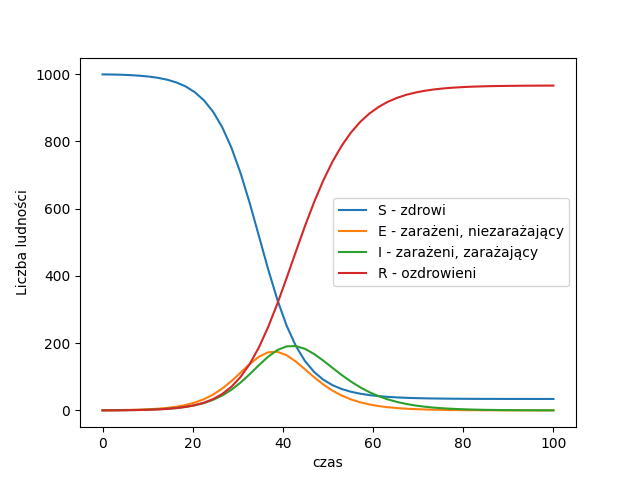 1000
800
600
400
200
0
Liczba ludności
S - zdrowi
E - zarażeni, niezarażający
I - zarażeni, zarażający
R - ozdrowieni
0 20 40 60 80 100
czas